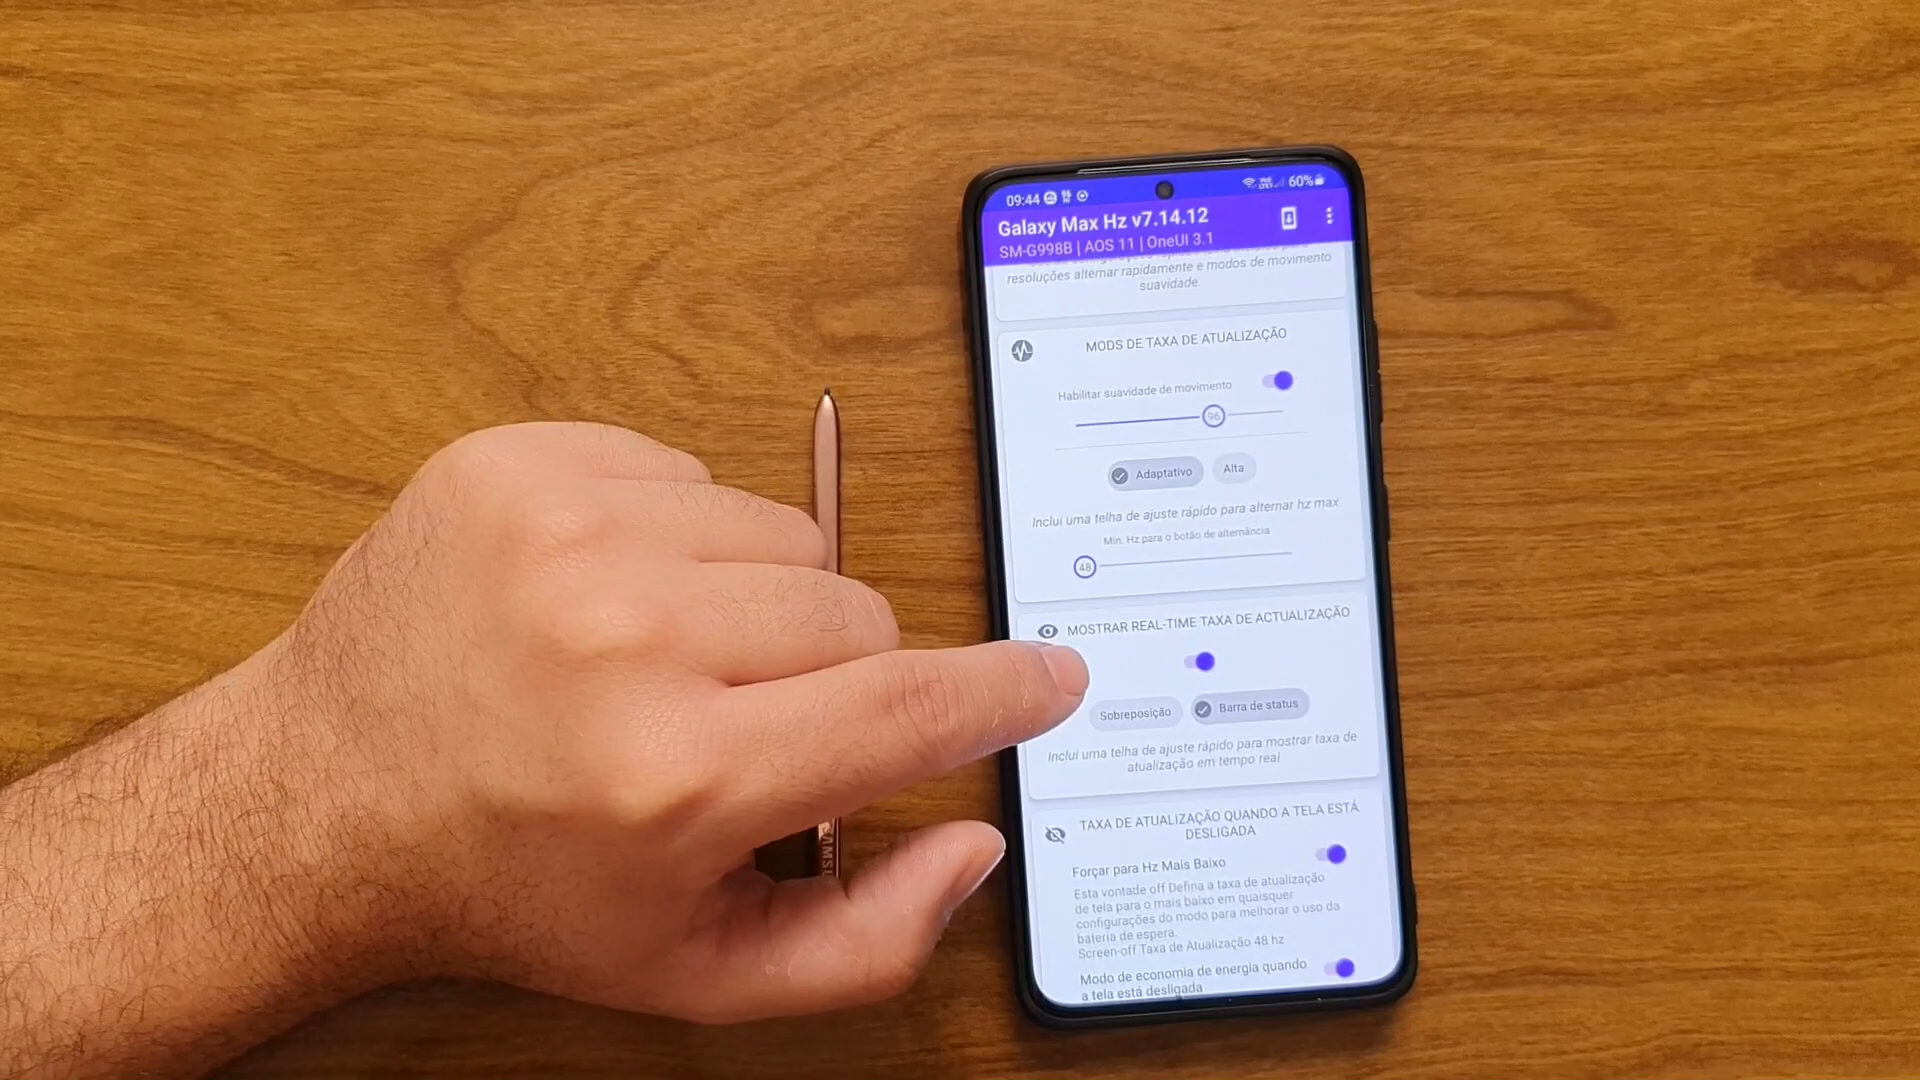 09:44 96 60%
Galaxy Max Hz v7.14.12
SM-G998B | AOS 11 | OneUI 3.1
resoluções alternar rapidamente e modos de movimento
suavidade.
MODS DE TAXA DE ATUALIZAÇÃO
Habilitar suavidade de movimento
96
Adaptativo Alta
Inclui uma telha de ajuste rápido para alternar hz max
Min. Hz para o botão de alternância
48
MOSTRAR REAL-TIME TAXA DE ACTUALIZAÇÃO
Sobreposição Barra de status
Inclui uma telha de ajuste rápido para mostrar taxa de
atualização em tempo real
TAXA DE ATUALIZAÇÃO QUANDO A TELA ESTÁ
DESLIGADA
Forçar para Hz Mais Baixo
Esta vontade off Defina a taxa de atualização
de tela para o mais baixo em quaisquer
configurações do modo para melhorar o uso da
bateria de espera.
Screen-off Taxa de Atualização 48 hz
Modo de economia de energia quando
a tela está desligada